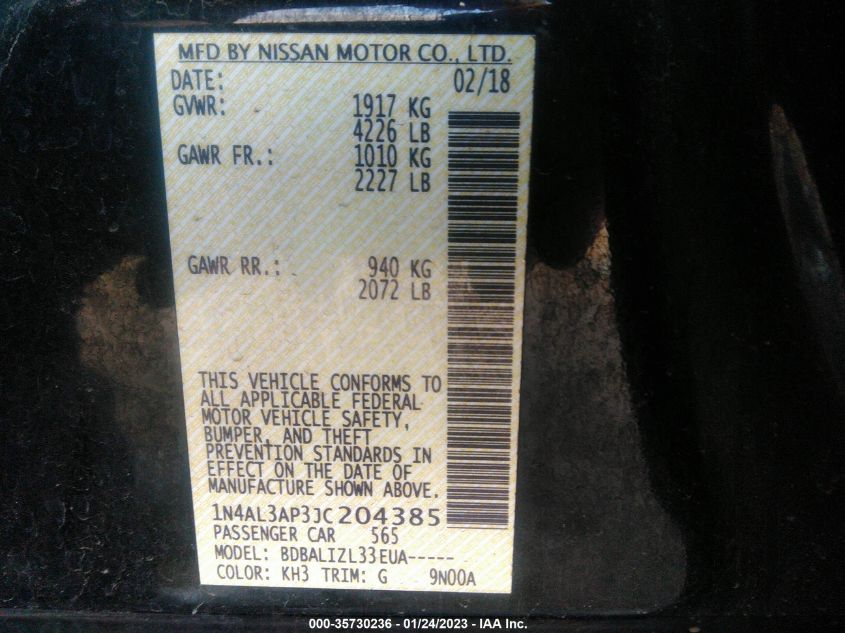 MFD BY NISSAN MOTOR CO., LTD.
DATE: 02/18
GVWR: 1917 KG
4226 LB
GAWR FR.: 1010 KG
2227 LB
GAWR RR.: 940 KG
2072 LB
THIS VEHICLE CONFORMS TO
ALL APPLICABLE FEDERAL
MOTOR VEHICLE SAFETY,
BUMPER, AND THEFT
PREVENTION STANDARDS IN
EFFECT ON THE DATE OF
MANUFACTURE SHOWN ABOVE.
1N4AL3AP3JC204385
PASSENGER CAR 565
MODEL: BDBALIZL33EUA-----
COLOR: KH3 TRIM: G 9N00A
000-35730236 - 01/24/2023 - IAA Inc.